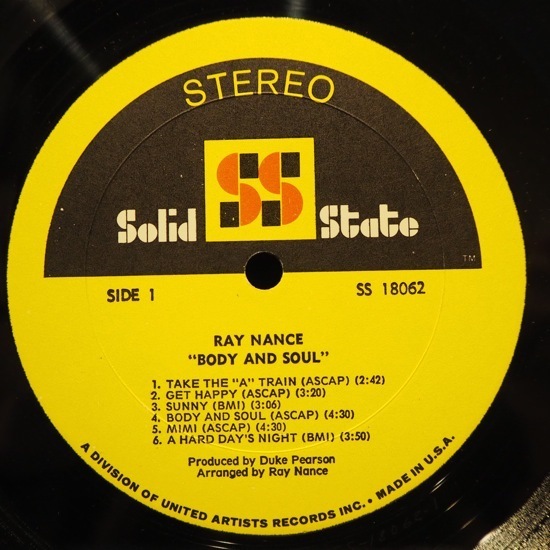 STEREO
SS
Solid State
TM
SIDE 1 SS 18062
RAY NANCE
"BODY AND SOUL"
1. TAKE THE "A" TRAIN (ASCAP) (2:42)
2. GET HAPPY (ASCAP) (3:20)
3. SUNNY (BMI) (3:06)
4. BODY AND SOUL (ASCAP) (4:30)
5. MIMI (ASCAP) (4:30)
6. A HARD DAY'S NIGHT (BMI) (3:50)
Produced by Duke Pearson
Arranged by Ray Nance
A DIVISION OF UNITED ARTISTS RECORDS INC. • MADE IN U.S.A.